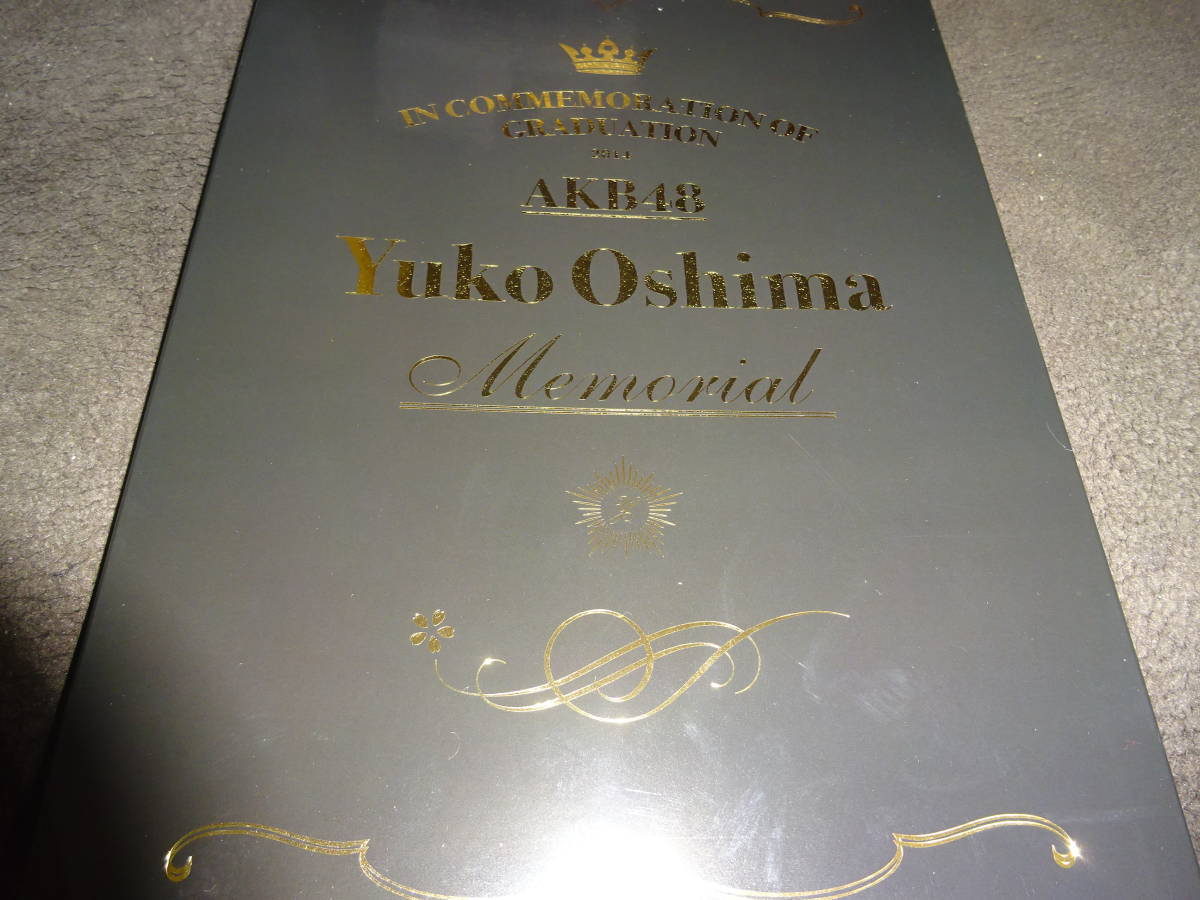 IN COMMEMORATION OF
GRADUATION
2014
AKB48
Yuko Oshima
Memorial